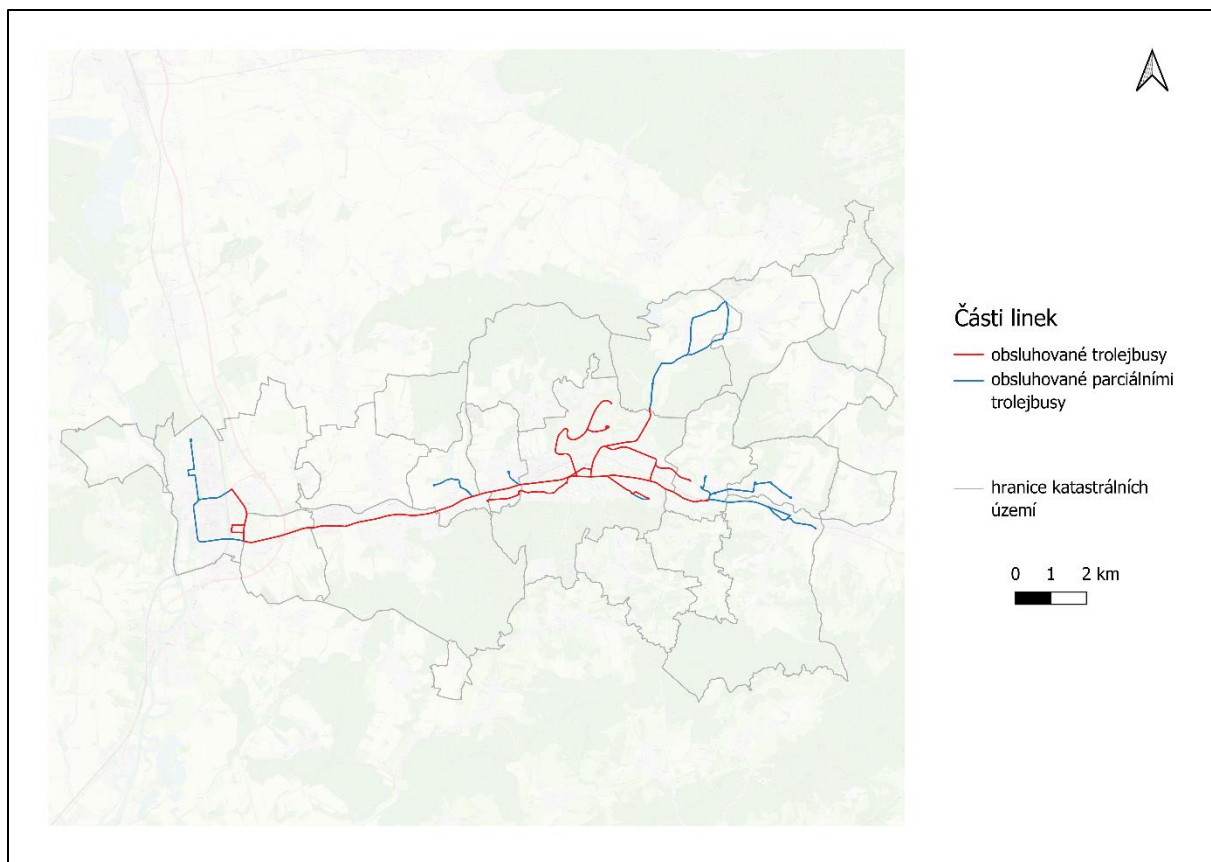 Části linek
obsluhované trolejbusy
obsluhované parciálními
trolejbusy
hranice katastrálních
území
0 1 2 km